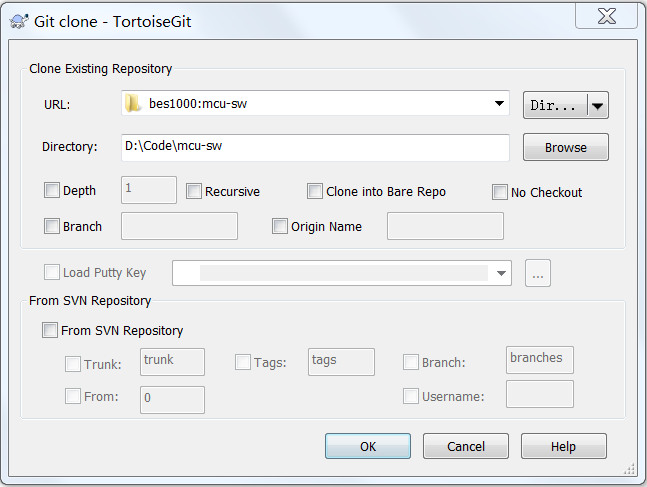 Git clone - TortoiseGit
Clone Existing Repository
URL: bes1000:mcu-sw Dir...
Directory: D:\Code\mcu-sw Browse
Depth 1 Recursive Clone into Bare Repo No Checkout
Branch Origin Name
Load Putty Key ...
From SVN Repository
From SVN Repository
Trunk: trunk Tags: tags Branch: branches
From: 0 Username:
OK Cancel Help